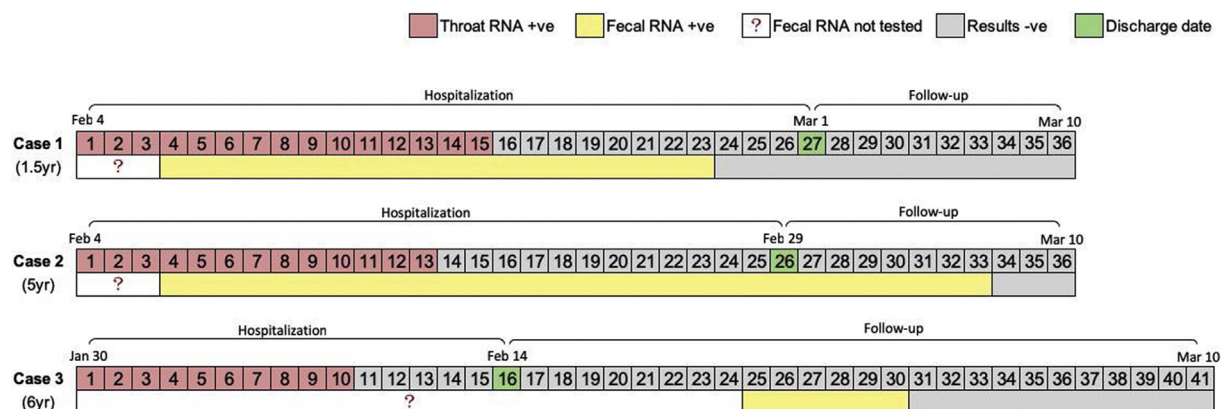 Throat RNA +ve Fecal RNA +ve ? Fecal RNA not tested Results -ve Discharge date
Hospitalization Follow-up
Feb 4 Mar 1 Mar 10
Case 1 1 2 3 4 5 6 7 8 9 10 11 12 13 14 15 16 17 18 19 20 21 22 23 24 25 26 27 28 29 30 31 32 33 34 35 36
(1.5yr) ?
Hospitalization Follow-up
Feb 4 Feb 29 Mar 10
Case 2 1 2 3 4 5 6 7 8 9 10 11 12 13 14 15 16 17 18 19 20 21 22 23 24 25 26 27 28 29 30 31 32 33 34 35 36
(5yr) ?
Hospitalization Follow-up
Jan 30 Feb 14 Mar 10
Case 3 1 2 3 4 5 6 7 8 9 10 11 12 13 14 15 16 17 18 19 20 21 22 23 24 25 26 27 28 29 30 31 32 33 34 35 36 37 38 39 40 41
(6yr) ?